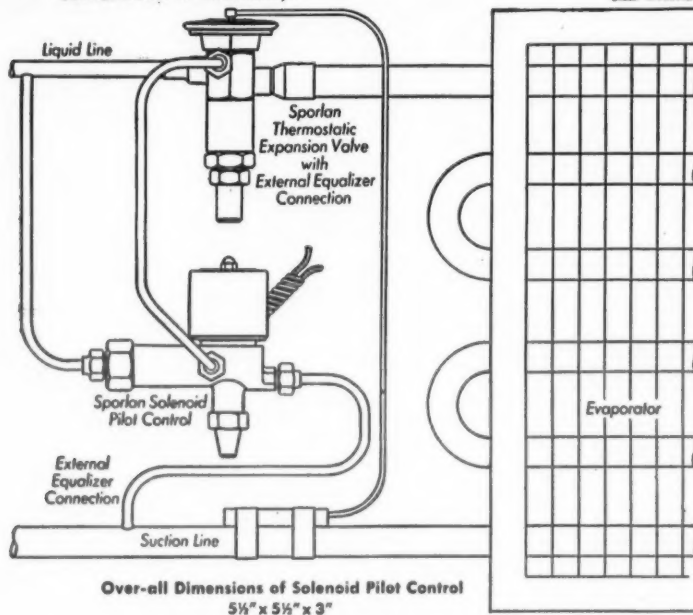 Liquid Line
Sporlan
Thermostatic
Expansion Valve
with
External Equalizer
Connection
Sporlan Solenoid
Pilot Control
Evaporator
External
Equalizer
Connection
Suction Line
Over-all Dimensions of Solenoid Pilot Control
5½" x 5½" x 3"